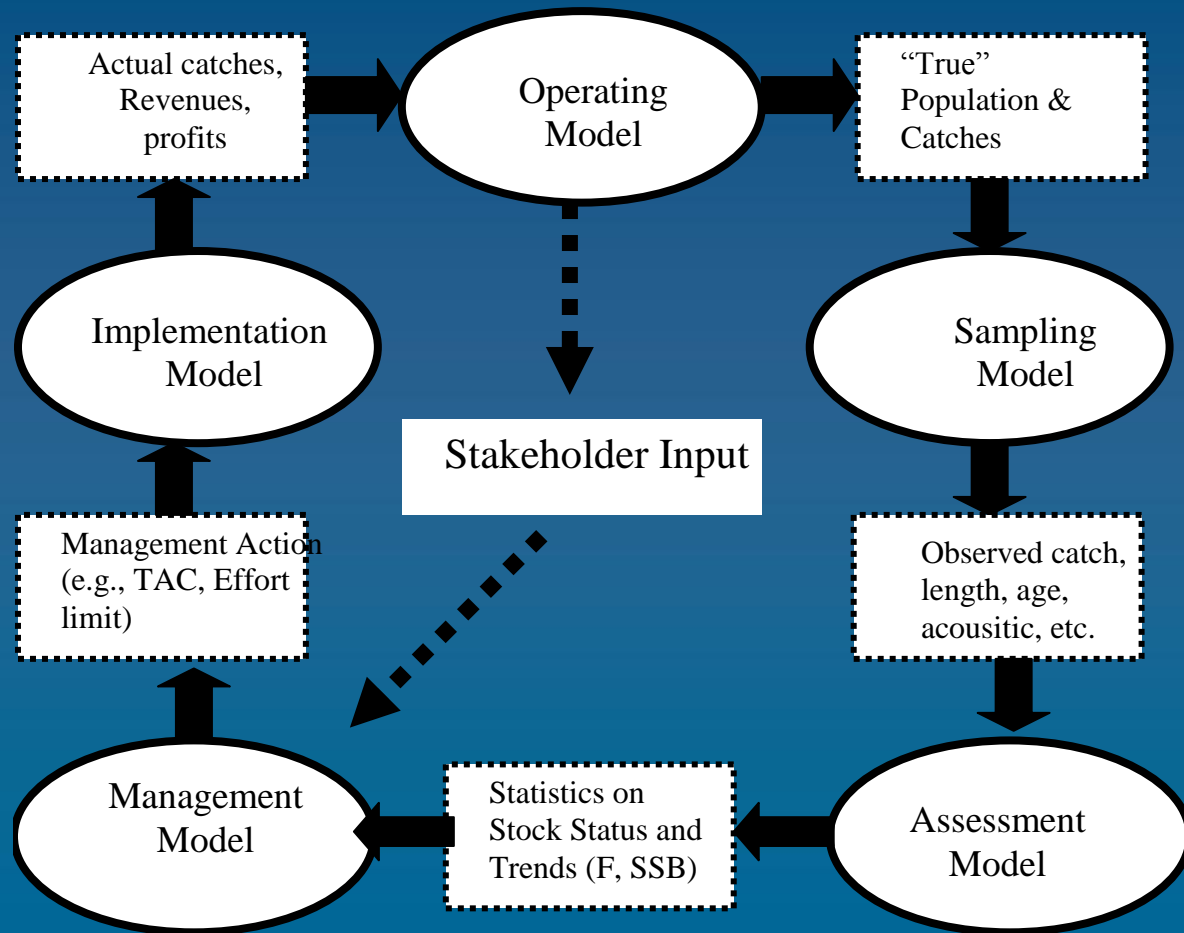 Actual catches,
Revenues,
profits
Operating
Model
“True”
Population &
Catches
Implementation
Model
Sampling
Model
Stakeholder Input
Management Action
(e.g., TAC, Effort
limit)
Observed catch,
length, age,
acousitic, etc.
Management
Model
Statistics on
Stock Status and
Trends (F, SSB)
Assessment
Model